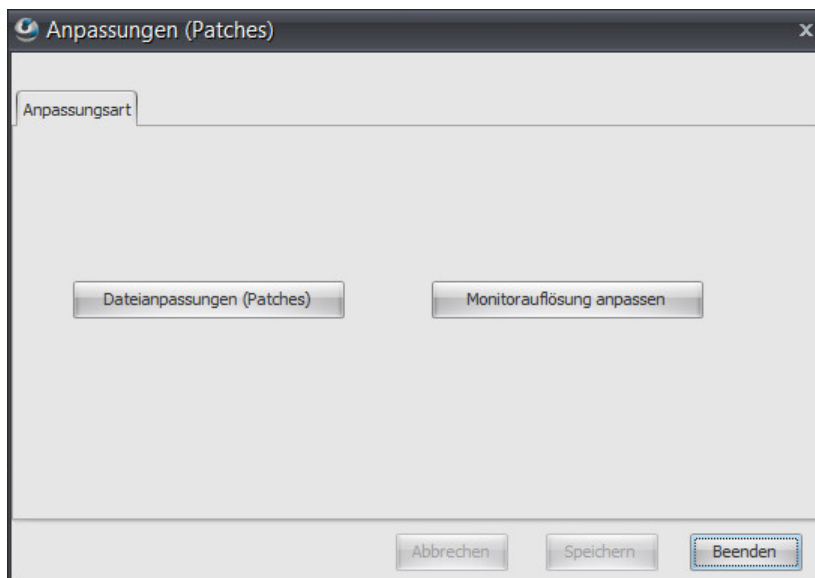 Anpassungen (Patches)
Anpassungsart
Dateianpassungen (Patches)
Monitorauflösung anpassen
Abbrechen
Speichern
Beenden